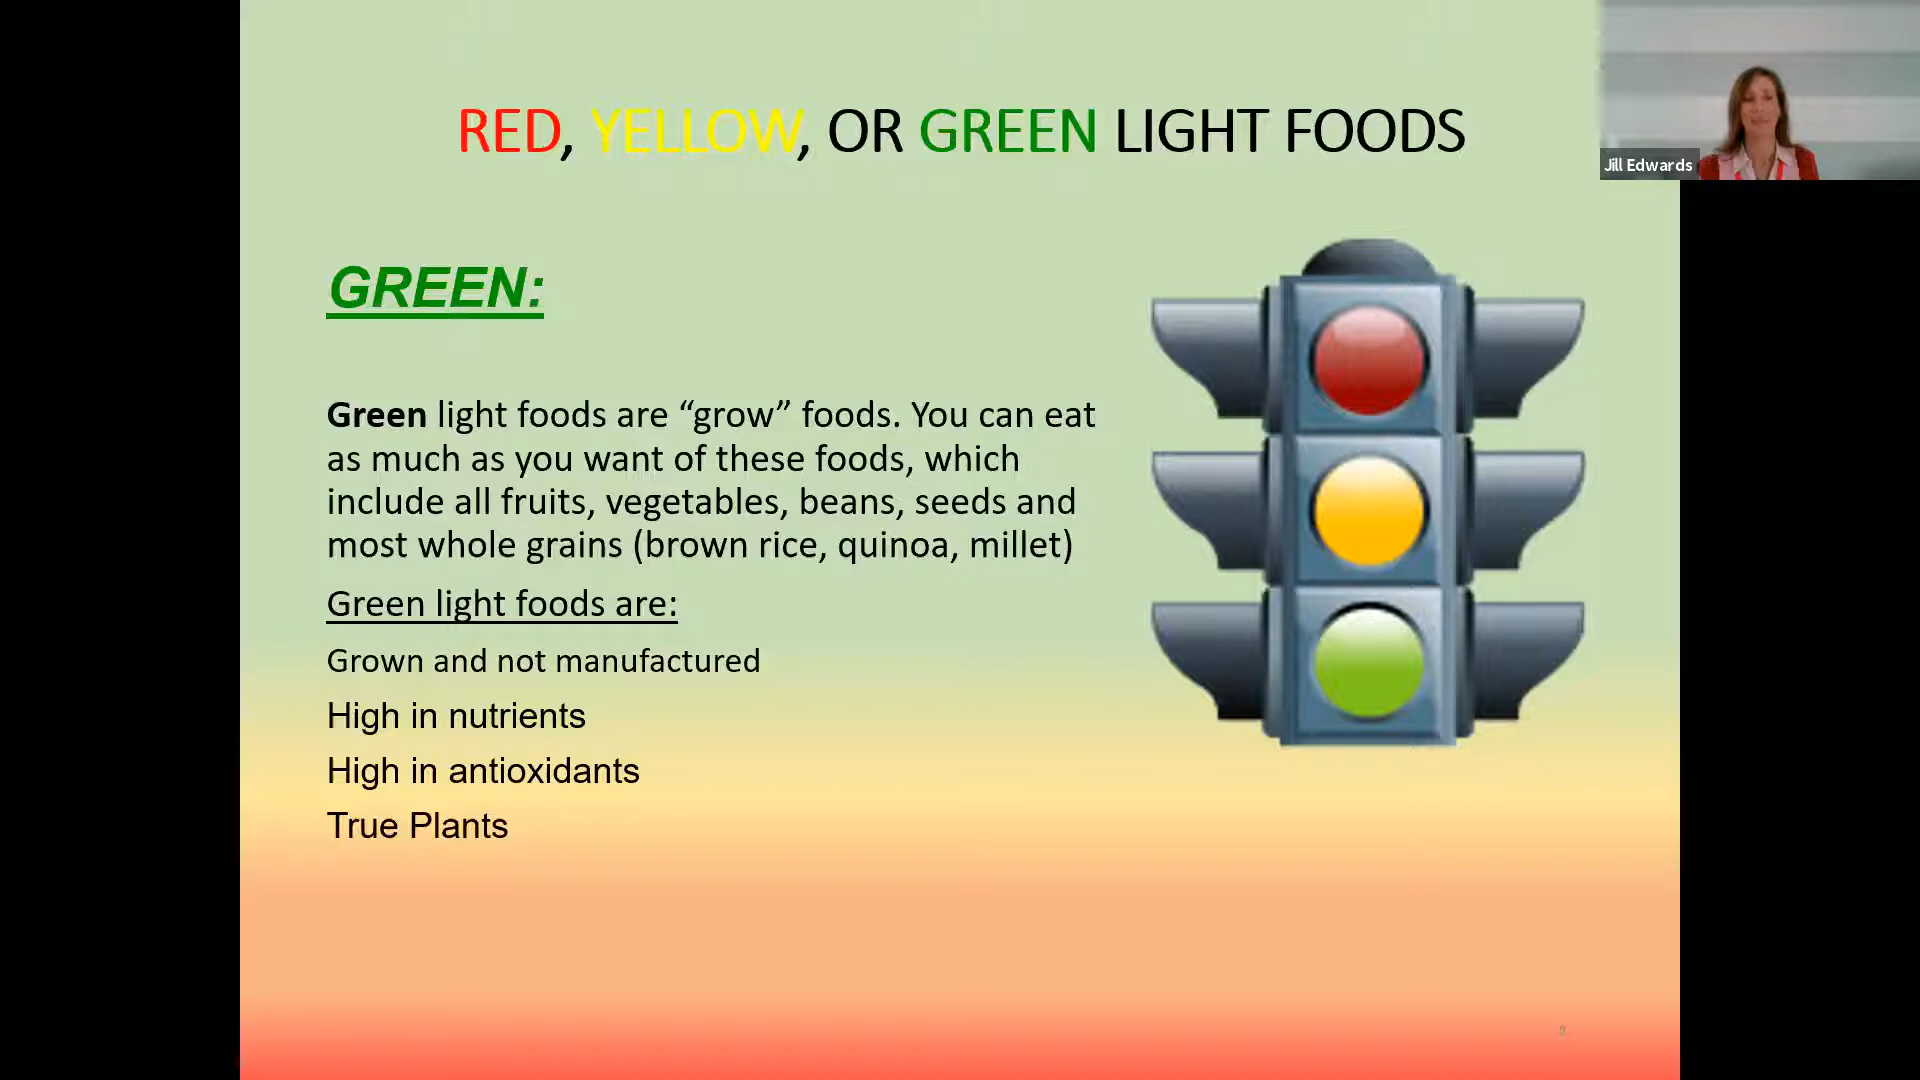 RED, YELLOW, OR GREEN LIGHT FOODS
Jill Edwards
GREEN:
Green light foods are “grow” foods. You can eat
as much as you want of these foods, which
include all fruits, vegetables, beans, seeds and
most whole grains (brown rice, quinoa, millet)
Green light foods are:
Grown and not manufactured
High in nutrients
High in antioxidants
True Plants